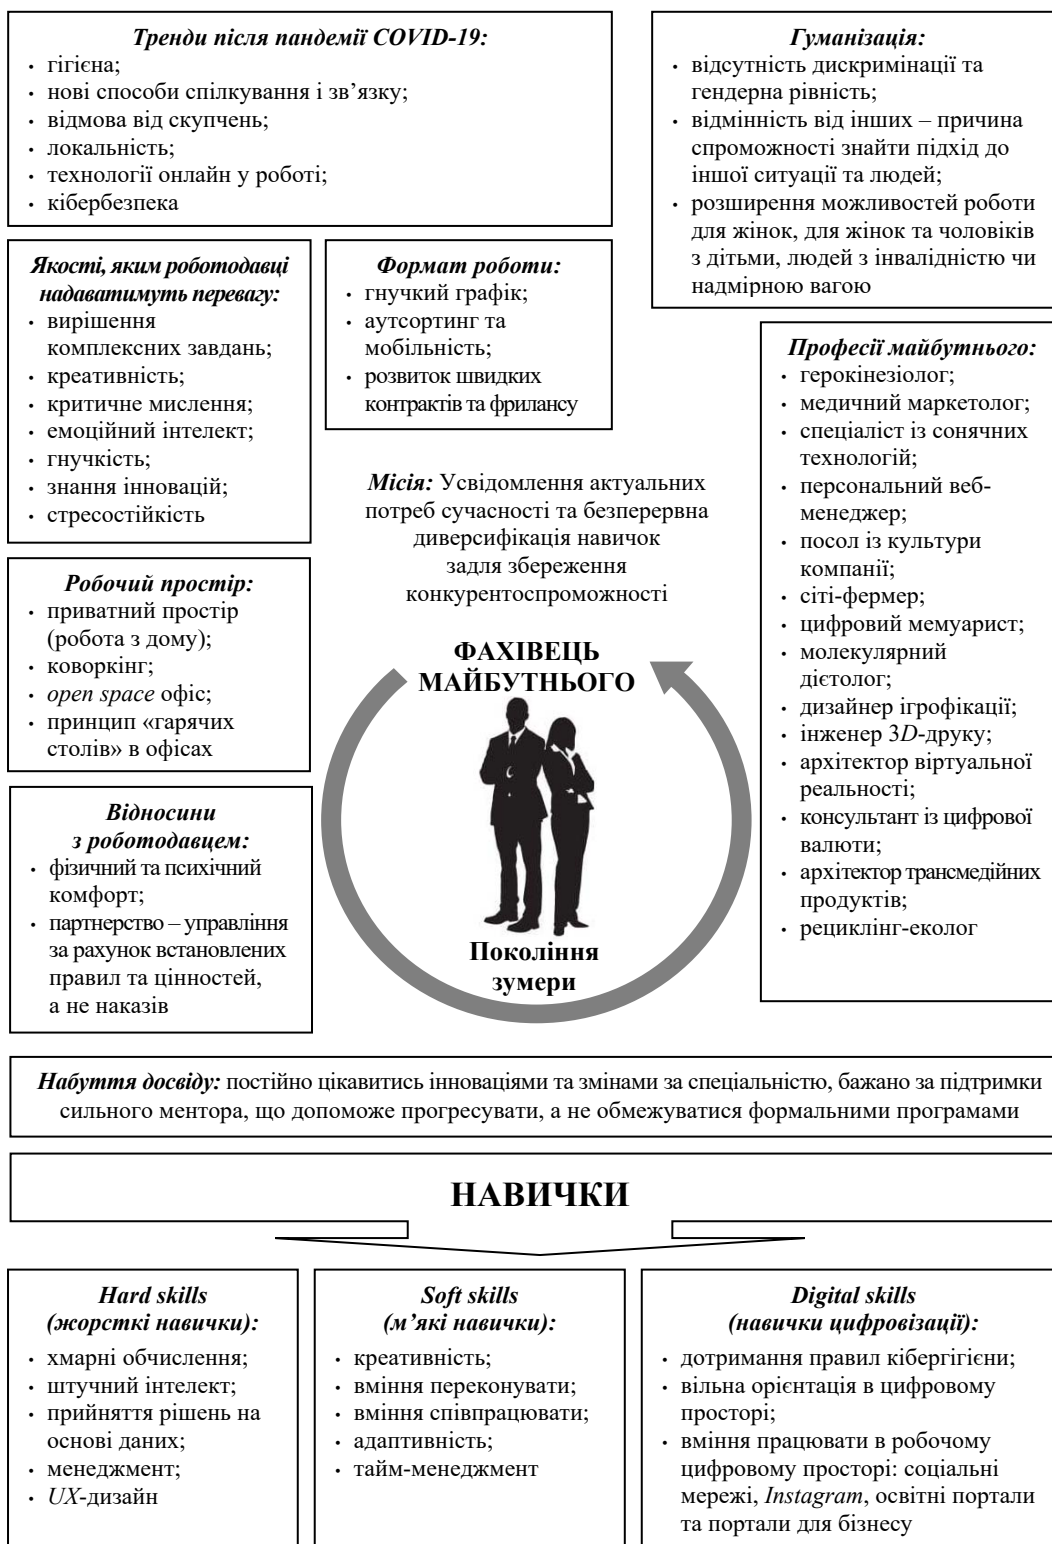 Тренди після пандемії COVID-19:
• гігієна;
• нові способи спілкування і зв’язку;
• відмова від скупчень;
• локальність;
• технології онлайн у роботі;
• кібербезпека
Гуманізація:
• відсутність дискримінації та
гендерна рівність;
• відмінність від інших – причина
спроможності знайти підхід до
іншої ситуації та людей;
• розширення можливостей роботи
для жінок, для жінок та чоловіків
з дітьми, людей з інвалідністю чи
надмірною вагою
Якості, яким роботодавці
надаватимуть перевагу:
• вирішення
комплексних завдань;
• креативність;
• критичне мислення;
• емоційний інтелект;
• гнучкість;
• знання інновацій;
• стресостійкість
Формат роботи:
• гнучкий графік;
• аутсортинг та
мобільність;
• розвиток швидких
контрактів та фрилансу
Професії майбутнього:
• герокінезіолог;
• медичний маркетолог;
• спеціаліст із сонячних
технологій;
• персональний веб-
менеджер;
• посол із культури
компанії;
• сіті-фермер;
• цифровий мемуарист;
• молекулярний
дієтолог;
• дизайнер ігрофікації;
• інженер 3D-друку;
• архітектор віртуальної
реальності;
• консультант із цифрової
валюти;
• архітектор трансмедійних
продуктів;
• рециклінг-еколог
Місія: Усвідомлення актуальних
потреб сучасності та безперервна
диверсифікація навичок
задля збереження
конкурентоспроможності
Робочий простір:
• приватний простір
(робота з дому);
• коворкінг;
• open space офіс;
• принцип «гарячих
столів» в офісах
ФАХІВЕЦЬ
МАЙБУТНЬОГО
Покоління
зумери
Відносини
з роботодавцем:
• фізичний та психічний
комфорт;
• партнерство – управління
за рахунок встановлених
правил та цінностей,
а не наказів
Набуття досвіду: постійно цікавитись інноваціями та змінами за спеціальністю, бажано за підтримки
сильного ментора, що допоможе прогресувати, а не обмежуватися формальними програмами
НАВИЧКИ
Hard skills
(жорсткі навички):
• хмарні обчислення;
• штучний інтелект;
• прийняття рішень на
основі даних;
• менеджмент;
• UX-дизайн
Soft skills
(м’які навички):
• креативність;
• вміння переконувати;
• вміння співпрацювати;
• адаптивність;
• тайм-менеджмент
Digital skills
(навички цифровізації):
• дотримання правил кібергігієни;
• вільна орієнтація в цифровому
просторі;
• вміння працювати в робочому
цифровому просторі: соціальні
мережі, Instagram, освітні портали
та портали для бізнесу